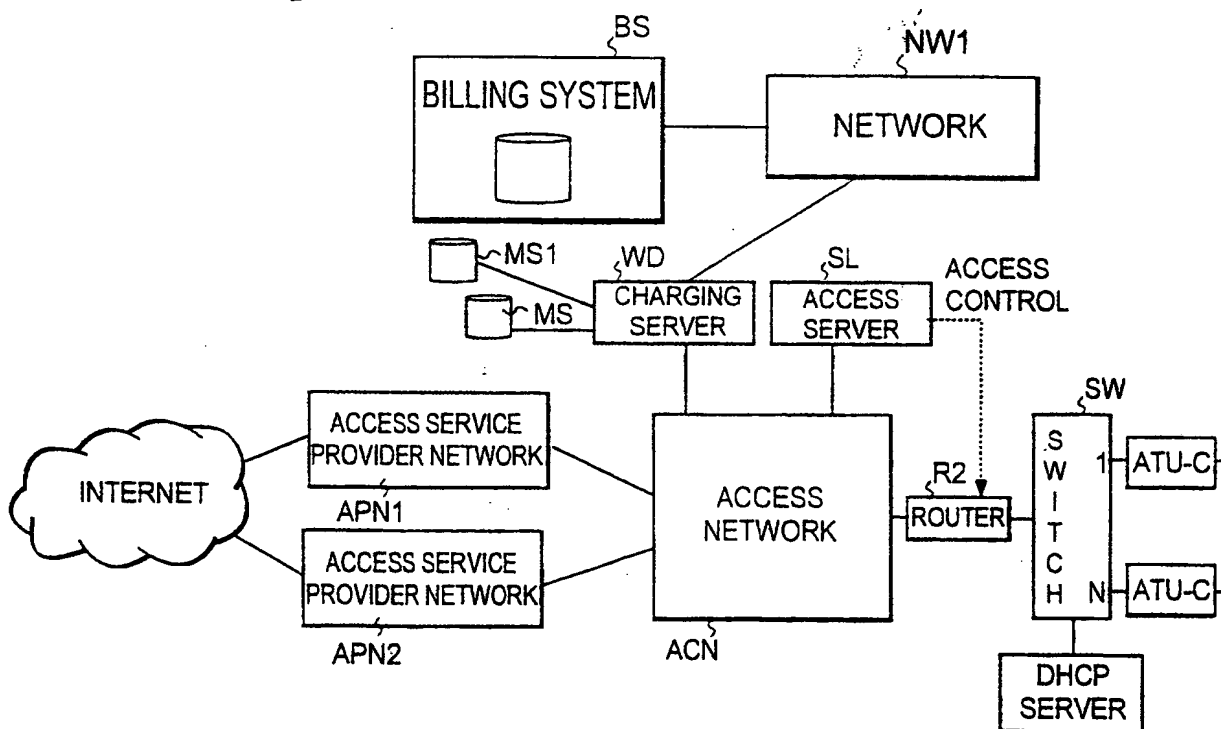 BS
BILLING SYSTEM
NW1
NETWORK
MS1
MS
WD
CHARGING
SERVER
SL
ACCESS
SERVER
ACCESS
CONTROL
INTERNET
ACCESS SERVICE
PROVIDER NETWORK
APN1
ACCESS SERVICE
PROVIDER NETWORK
APN2
ACCESS
NETWORK
ACN
R2
ROUTER
SW
SWITCH
1
N
ATU-C
ATU-C
DHCP
SERVER